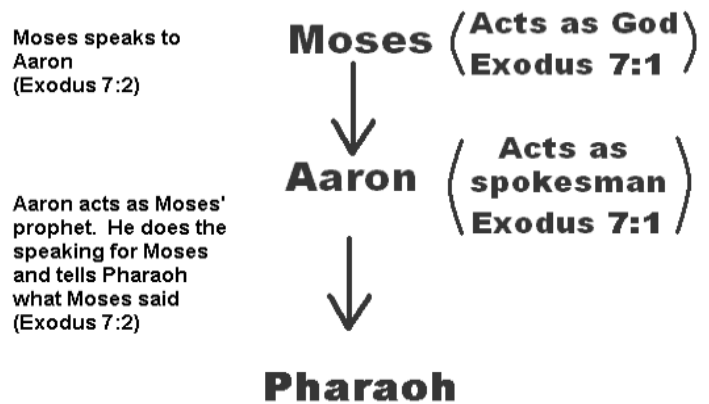 Moses speaks to
Aaron
(Exodus 7:2)
Moses
(Acts as God
Exodus 7:1)
Aaron
(Acts as
spokesman
Exodus 7:1)
Aaron acts as Moses'
prophet. He does the
speaking for Moses
and tells Pharaoh
what Moses said
(Exodus 7:2)
Pharaoh